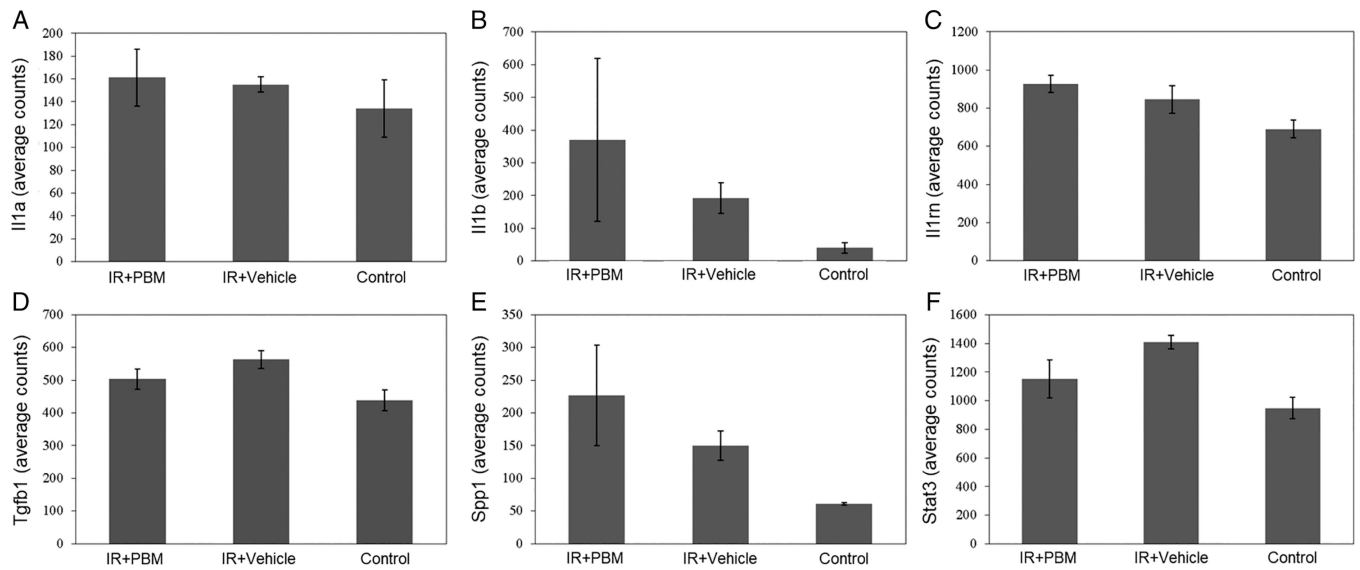 A
Il1a (average counts)
200
180
160
140
120
100
80
60
40
20
0
IR+PBM IR+Vehicle Control
B
Il1b (average counts)
700
600
500
400
300
200
100
0
IR+PBM IR+Vehicle Control
C
Il1rn (average counts)
1200
1000
800
600
400
200
0
IR+PBM IR+Vehicle Control
D
Tgfb1 (average counts)
700
600
500
400
300
200
100
0
IR+PBM IR+Vehicle Control
E
Spp1 (average counts)
350
300
250
200
150
100
50
0
IR+PBM IR+Vehicle Control
F
Stat3 (average counts)
1600
1400
1200
1000
800
600
400
200
0
IR+PBM IR+Vehicle Control